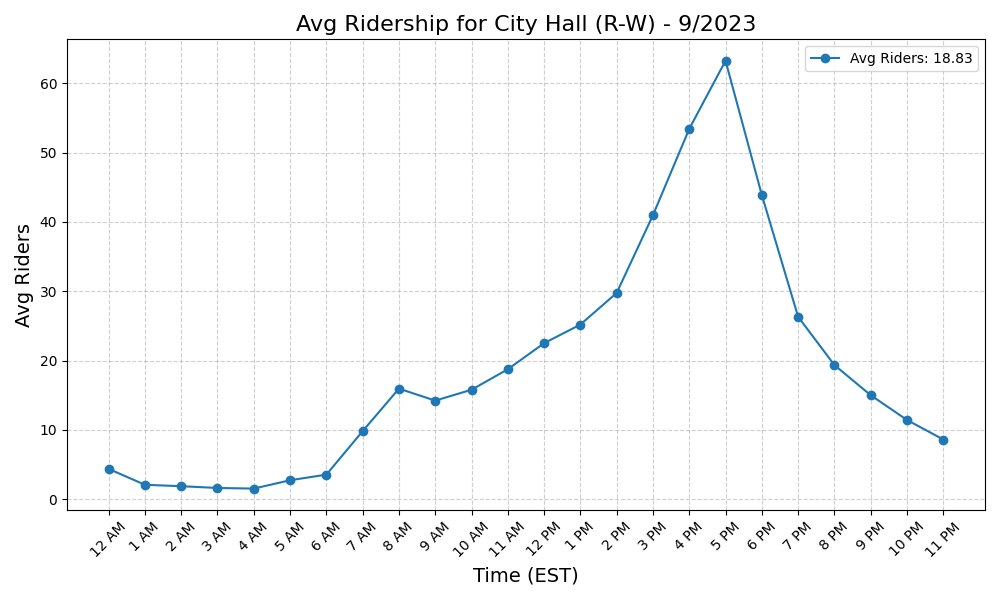 Avg Ridership for City Hall (R-W) - 9/2023
Avg Riders: 18.83
Avg Riders
60
50
40
30
20
10
0
12 AM
1 AM
2 AM
3 AM
4 AM
5 AM
6 AM
7 AM
8 AM
9 AM
10 AM
11 AM
12 PM
1 PM
2 PM
3 PM
4 PM
5 PM
6 PM
7 PM
8 PM
9 PM
10 PM
11 PM
Time (EST)